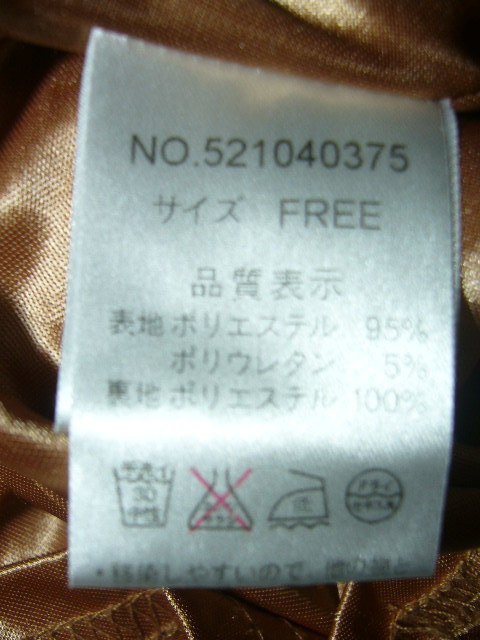 NO.521040375
サイズ FREE
品質表示
表地 ポリエステル 95%
ポリウレタン 5%
裏地 ポリエステル 100%
30